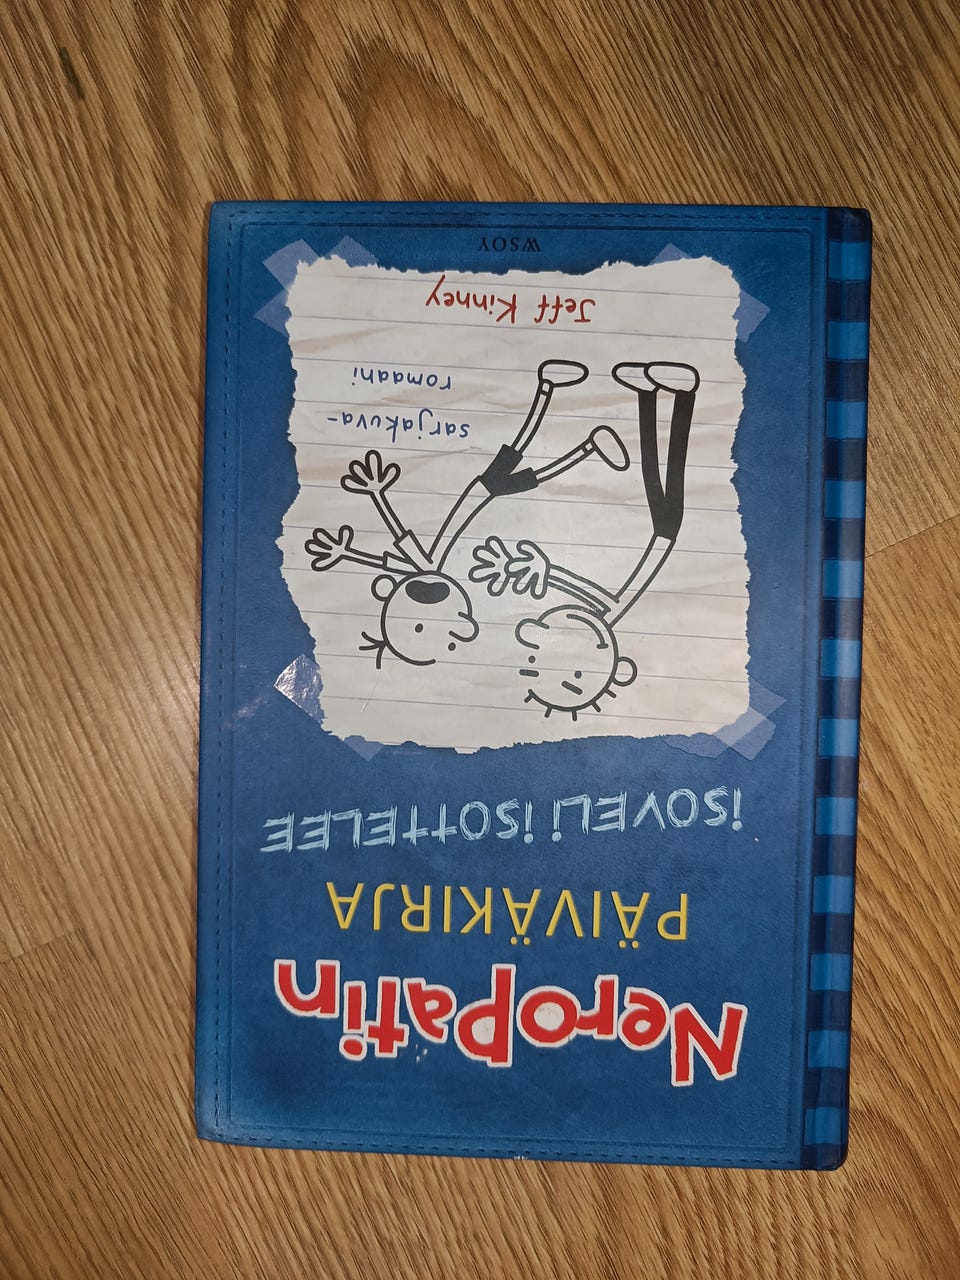 NeroPatin
PÄIVÄKIRJA
iSOVELi iSOTTELEE
sarjakuva-
romaani
Jeff Kinney
WSOY